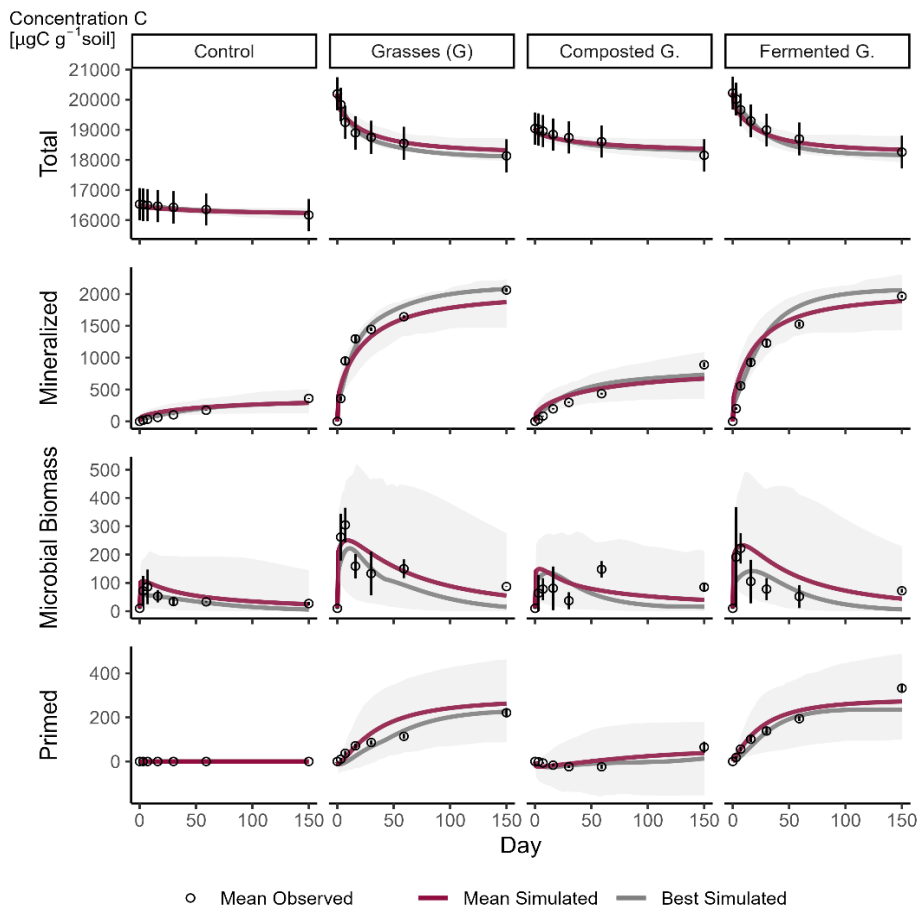 Concentration C
[µgC g⁻¹soil]
Control
Grasses (G)
Composted G.
Fermented G.
Total
21000
20000
19000
18000
17000
16000
Mineralized
2000
1500
1000
500
0
Microbial Biomass
500
400
300
200
100
0
Primed
400
200
0
0 50 100 150
0 50 100 150
0 50 100 150
0 50 100 150
Day
Mean Observed
Mean Simulated
Best Simulated